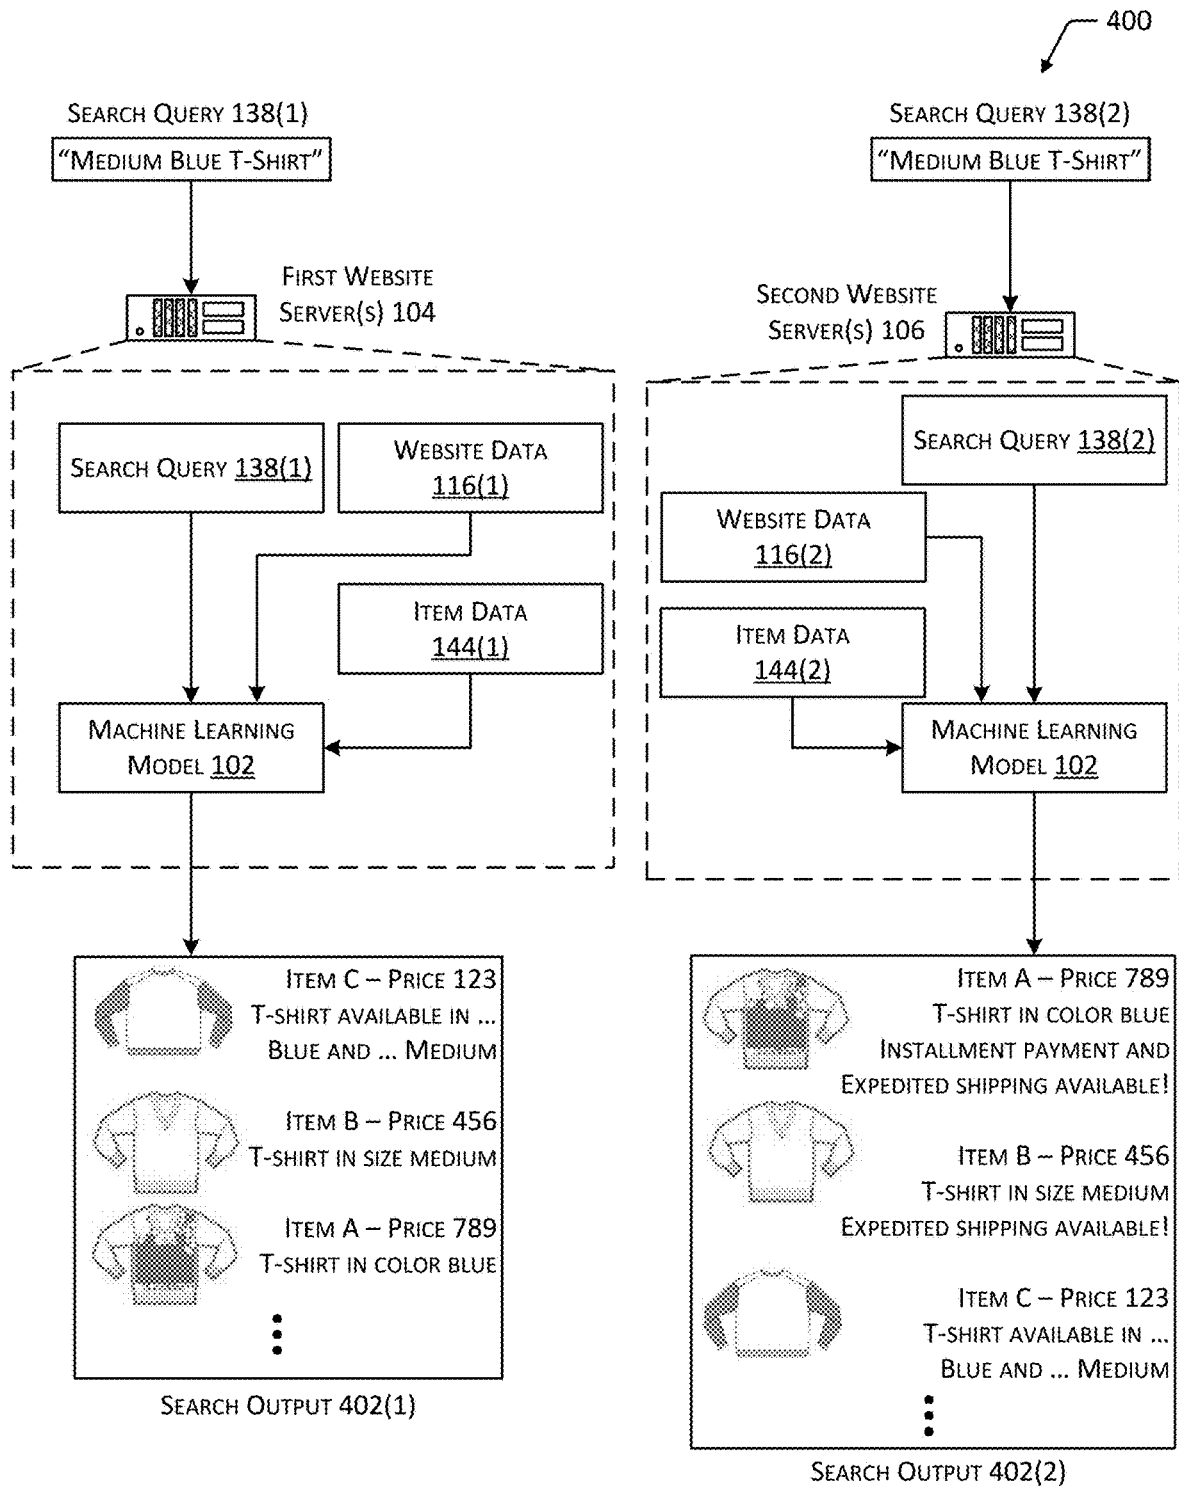 400
SEARCH QUERY 138(1)
"MEDIUM BLUE T-SHIRT"
FIRST WEBSITE
SERVER(S) 104
SEARCH QUERY 138(1)
WEBSITE DATA
116(1)
ITEM DATA
144(1)
MACHINE LEARNING
MODEL 102
ITEM C – PRICE 123
T-SHIRT AVAILABLE IN ...
BLUE AND ... MEDIUM
ITEM B – PRICE 456
T-SHIRT IN SIZE MEDIUM
ITEM A – PRICE 789
T-SHIRT IN COLOR BLUE
SEARCH OUTPUT 402(1)
SEARCH QUERY 138(2)
"MEDIUM BLUE T-SHIRT"
SECOND WEBSITE
SERVER(S) 106
SEARCH QUERY 138(2)
WEBSITE DATA
116(2)
ITEM DATA
144(2)
MACHINE LEARNING
MODEL 102
ITEM A – PRICE 789
T-SHIRT IN COLOR BLUE
INSTALLMENT PAYMENT AND
EXPEDITED SHIPPING AVAILABLE!
ITEM B – PRICE 456
T-SHIRT IN SIZE MEDIUM
EXPEDITED SHIPPING AVAILABLE!
ITEM C – PRICE 123
T-SHIRT AVAILABLE IN ...
BLUE AND ... MEDIUM
SEARCH OUTPUT 402(2)